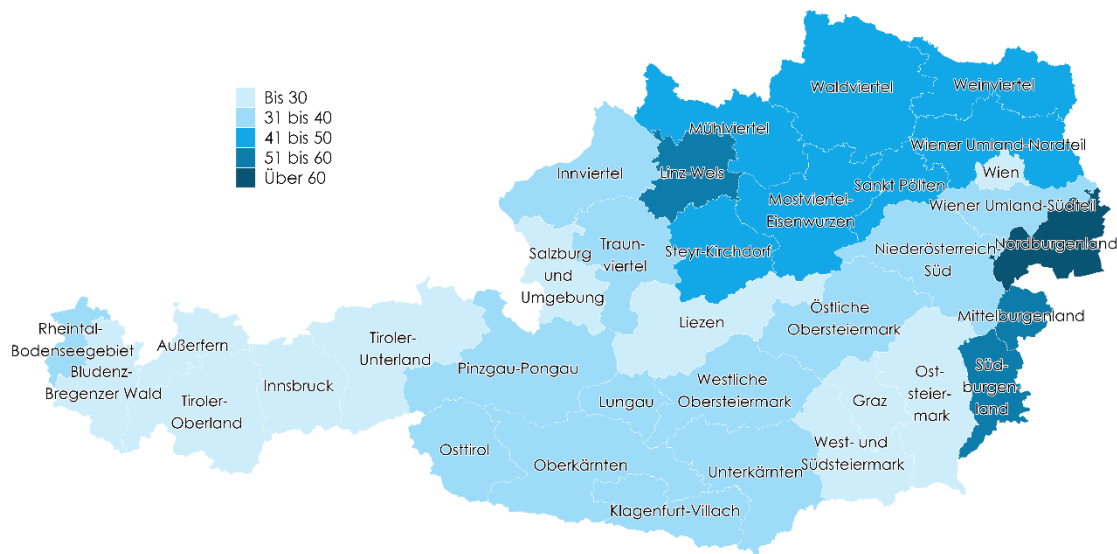 Bis 30
31 bis 40
41 bis 50
51 bis 60
Über 60
Waldviertel
Weinviertel
Mühlviertel
Wiener Umland-Nordteil
Innviertel
Linz-Wels
Wien
Sankt Pölten
Mostviertel-
Eisenwurzen
Wiener Umland-Südteil
Traun-
viertel
Steyr-Kirchdorf
Niederösterreich-
Süd
Nordburgenland
Salzburg
und
Umgebung
Östliche
Obersteiermark
Liezen
Mittelburgenland
Rheintal-
Bodenseegebiet
Außerfern
Tiroler-
Unterland
Bludenz-
Bregenzer Wald
Innsbruck
Pinzgau-Pongau
Tiroler-
Oberland
Lungau
Westliche
Obersteiermark
Graz
Ost-
steier-
mark
Süd-
burgen-
land
Osttirol
Oberkärnten
Unterkärnten
West- und
Südsteiermark
Klagenfurt-Villach